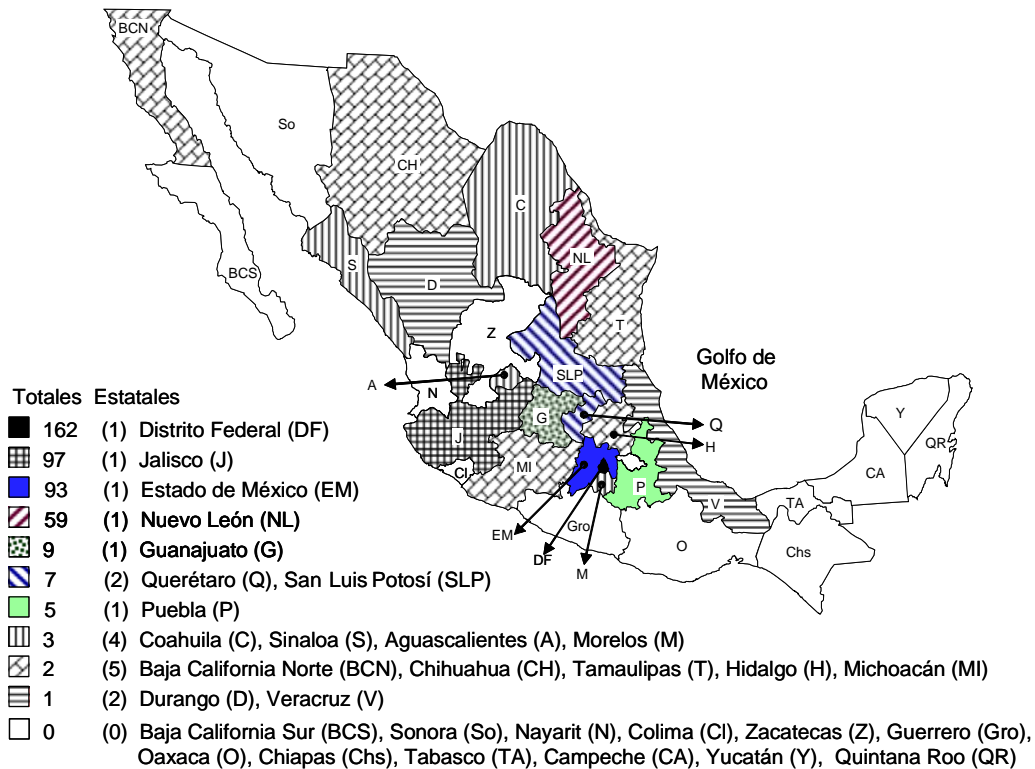 BCN
So
CH
C
BCS
S
D
NL
Z
T
Golfo de
México
A
SLP
N
G
Q
H
J
MI
Cl
P
V
EM
Gro
DF
M
O
TA
Chs
CA
Y
QR
Totales Estatales
162 (1) Distrito Federal (DF)
97 (1) Jalisco (J)
93 (1) Estado de México (EM)
59 (1) Nuevo León (NL)
9 (1) Guanajuato (G)
7 (2) Querétaro (Q), San Luis Potosí (SLP)
5 (1) Puebla (P)
3 (4) Coahuila (C), Sinaloa (S), Aguascalientes (A), Morelos (M)
2 (5) Baja California Norte (BCN), Chihuahua (CH), Tamaulipas (T), Hidalgo (H), Michoacán (MI)
1 (2) Durango (D), Veracruz (V)
0 (0) Baja California Sur (BCS), Sonora (So), Nayarit (N), Colima (Cl), Zacatecas (Z), Guerrero (Gro),
Oaxaca (O), Chiapas (Chs), Tabasco (TA), Campeche (CA), Yucatán (Y), Quintana Roo (QR)